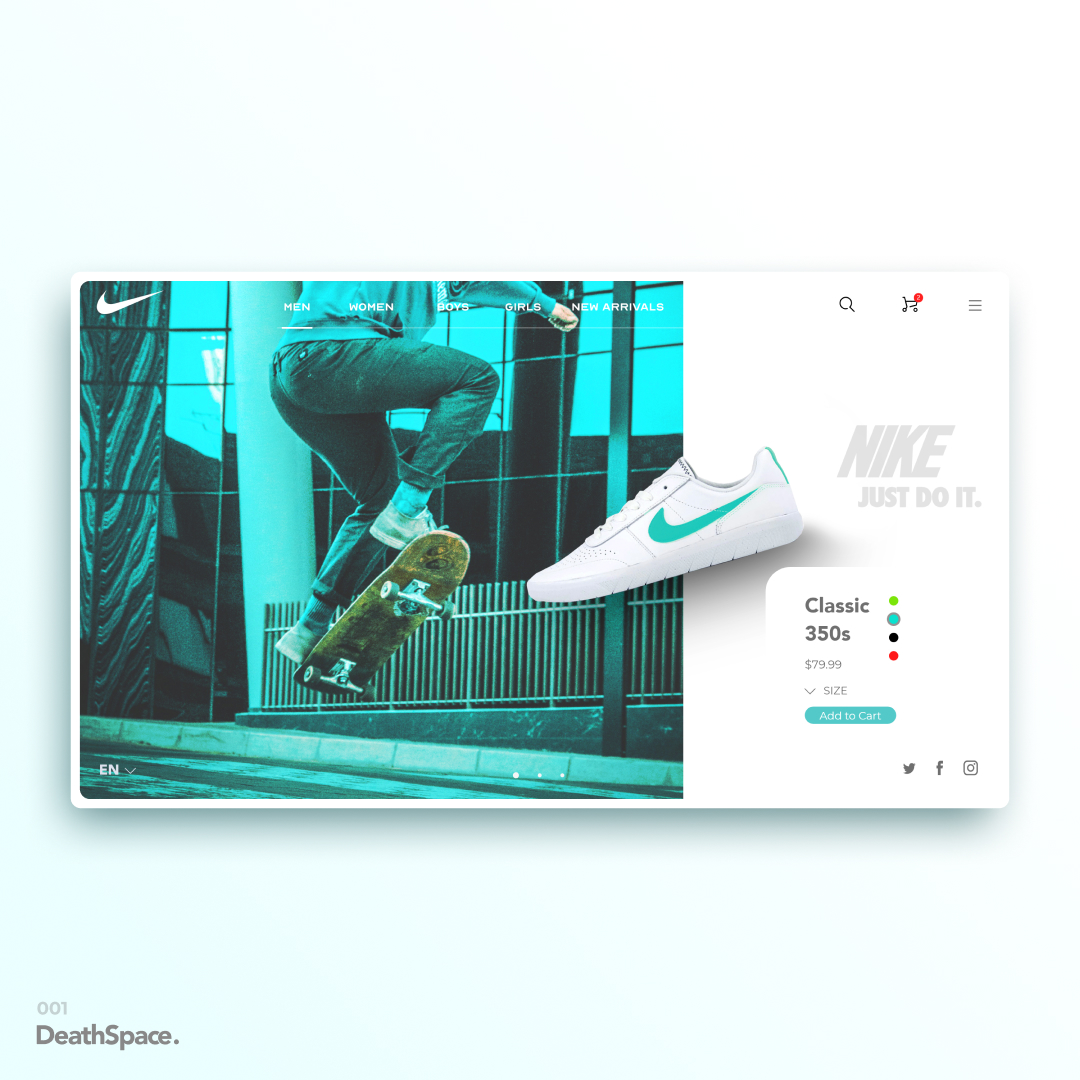 MEN WOMEN BOYS GIRLS NEW ARRIVALS
2
NIKE
JUST DO IT.
Classic
350s
$79.99
SIZE
Add to Cart
EN
001
DeathSpace.